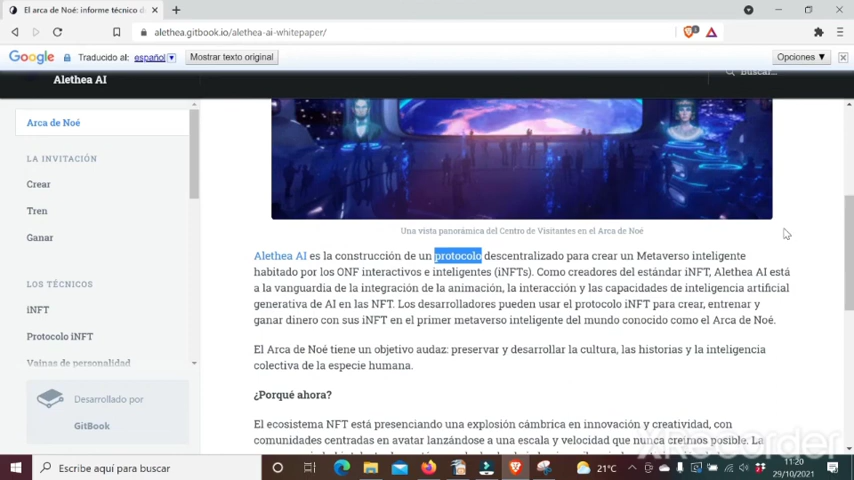 El arca de Noé: informe técnico d
alethea.gitbook.io/alethea-ai-whitepaper/
Google Traducido al: español Mostrar texto original Opciones
Alethea AI
Buscar...
Arca de Noé
LA INVITACIÓN
Crear
Tren
Ganar
LOS TÉCNICOS
iNFT
Protocolo iNFT
Vainas de personalidad
Desarrollado por
GitBook
Una vista panorámica del Centro de Visitantes en el Arca de Noé
Alethea AI es la construcción de un protocolo descentralizado para crear un Metaverso inteligente
habitado por los ONF interactivos e inteligentes (iNFTs). Como creadores del estándar iNFT, Alethea AI está
a la vanguardia de la integración de la animación, la interacción y las capacidades de inteligencia artificial
generativa de AI en las NFT. Los desarrolladores pueden usar el protocolo iNFT para crear, entrenar y
ganar dinero con sus iNFT en el primer metaverso inteligente del mundo conocido como el Arca de Noé.
El Arca de Noé tiene un objetivo audaz: preservar y desarrollar la cultura, las historias y la inteligencia
colectiva de la especie humana.
¿Porqué ahora?
El ecosistema NFT está presenciando una explosión cámbrica en innovación y creatividad, con
comunidades centradas en avatar lanzándose a una escala y velocidad que nunca creímos posible. La
XRecorder
Escribe aquí para buscar
21°C
11:20
29/10/2021